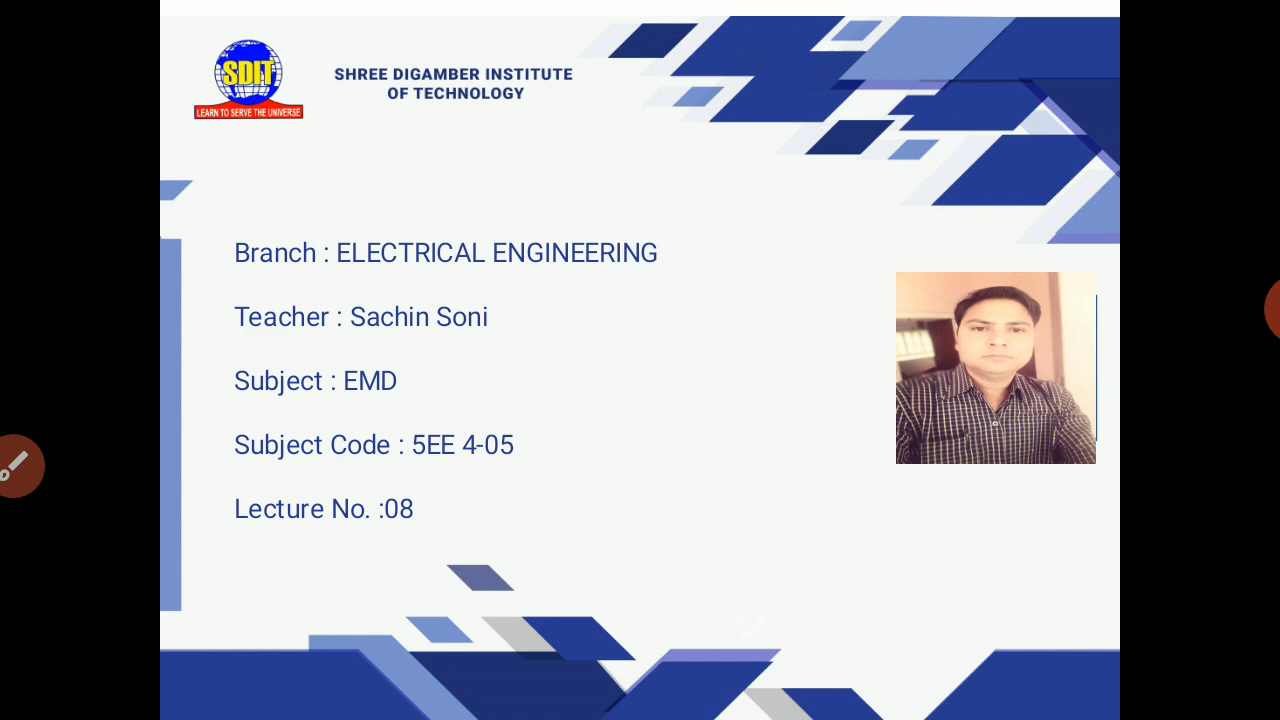 SDIT
LEARN TO SERVE THE UNIVERSE
SHREE DIGAMBER INSTITUTE
OF TECHNOLOGY
Branch : ELECTRICAL ENGINEERING
Teacher : Sachin Soni
Subject : EMD
Subject Code : 5EE 4-05
Lecture No. :08